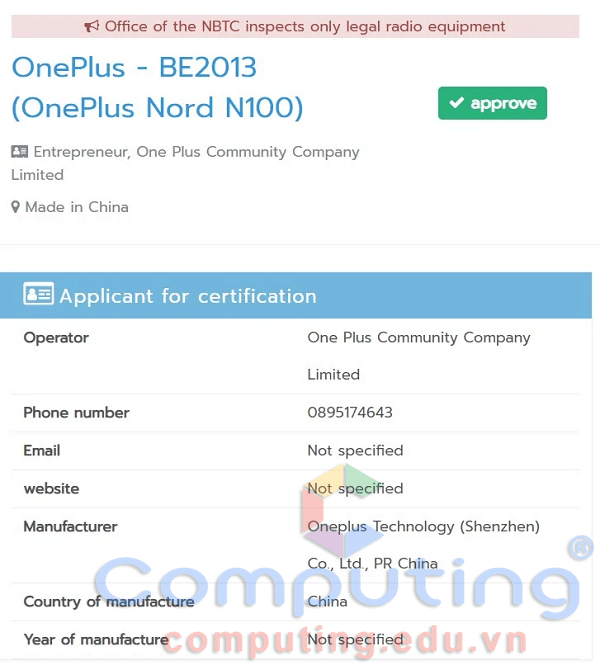 Office of the NBTC inspects only legal radio equipment
OnePlus - BE2013
(OnePlus Nord N100)
approve
Entrepreneur, One Plus Community Company
Limited
Made in China
Applicant for certification
Operator One Plus Community Company
Limited
Phone number 0895174643
Email Not specified
website Not specified
Manufacturer Oneplus Technology (Shenzhen)
Co., Ltd., PR China
Country of manufacture China
Year of manufacture Not specified
Computing®
computing.edu.vn